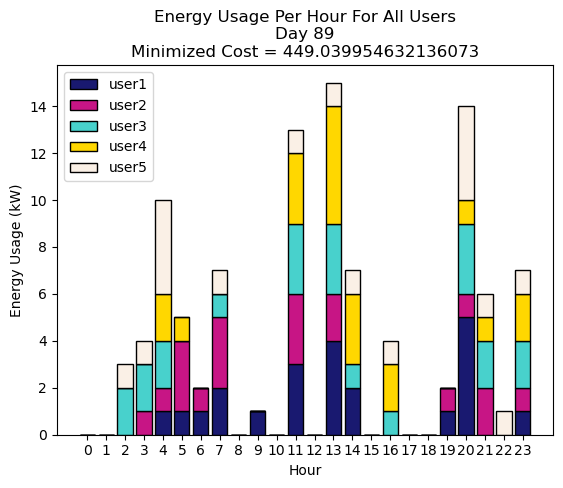 Energy Usage Per Hour For All Users
Day 89
Minimized Cost = 449.039954632136073
user1
user2
user3
user4
user5
Energy Usage (kW)
14
12
10
8
6
4
2
0
0 1 2 3 4 5 6 7 8 9 10 11 12 13 14 15 16 17 18 19 20 21 22 23
Hour